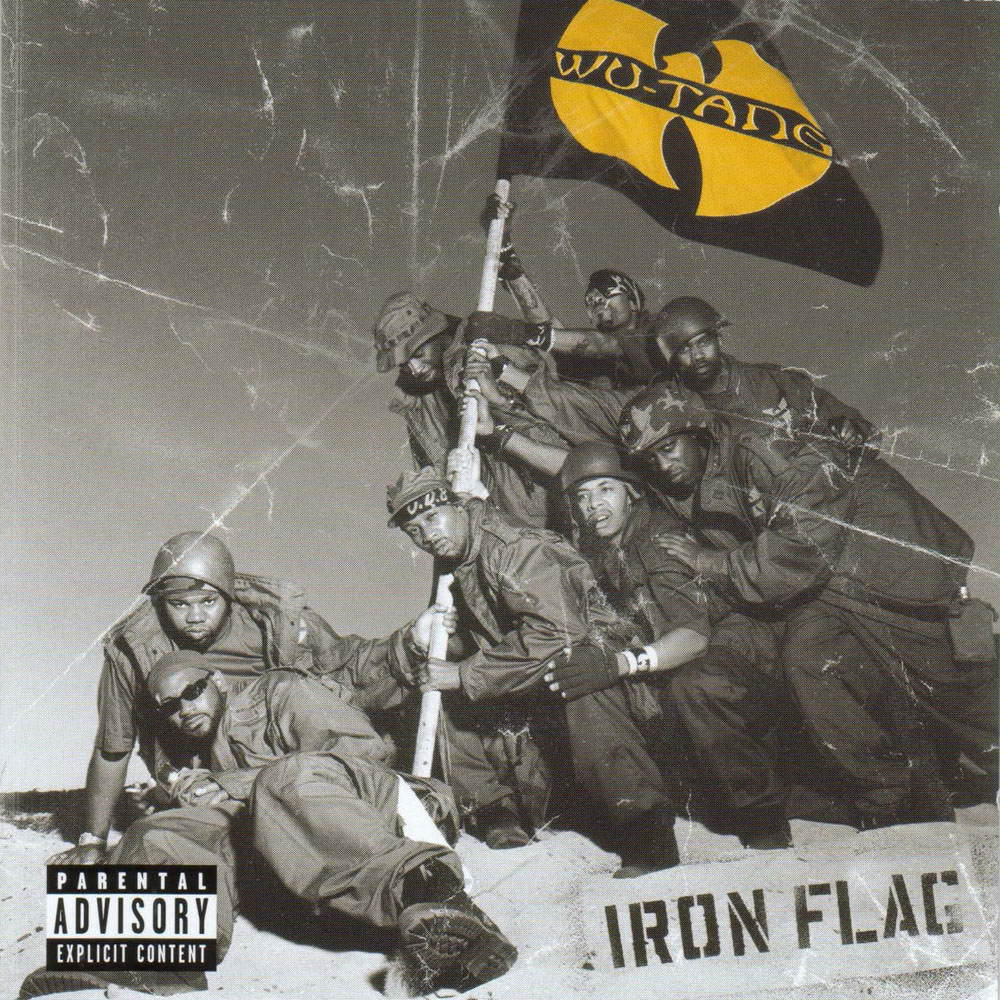 WU-TANG
O.D.B
PARENTAL
ADVISORY
EXPLICIT CONTENT
IRON FLAG